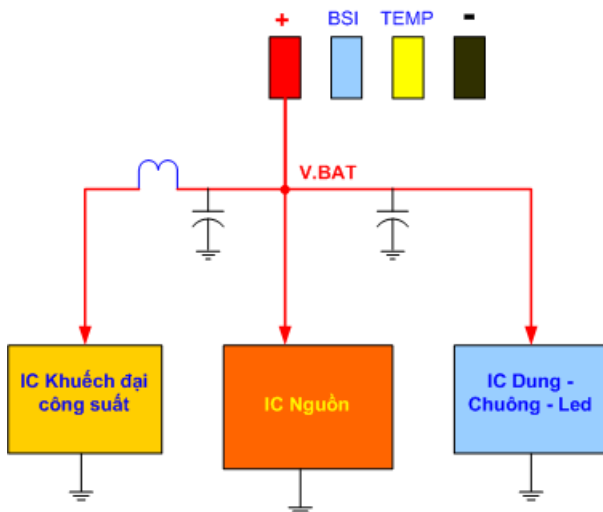 + BSI TEMP -
V.BAT
IC Khuếch đại
công suất
IC Nguồn
IC Dung -
Chuông - Led